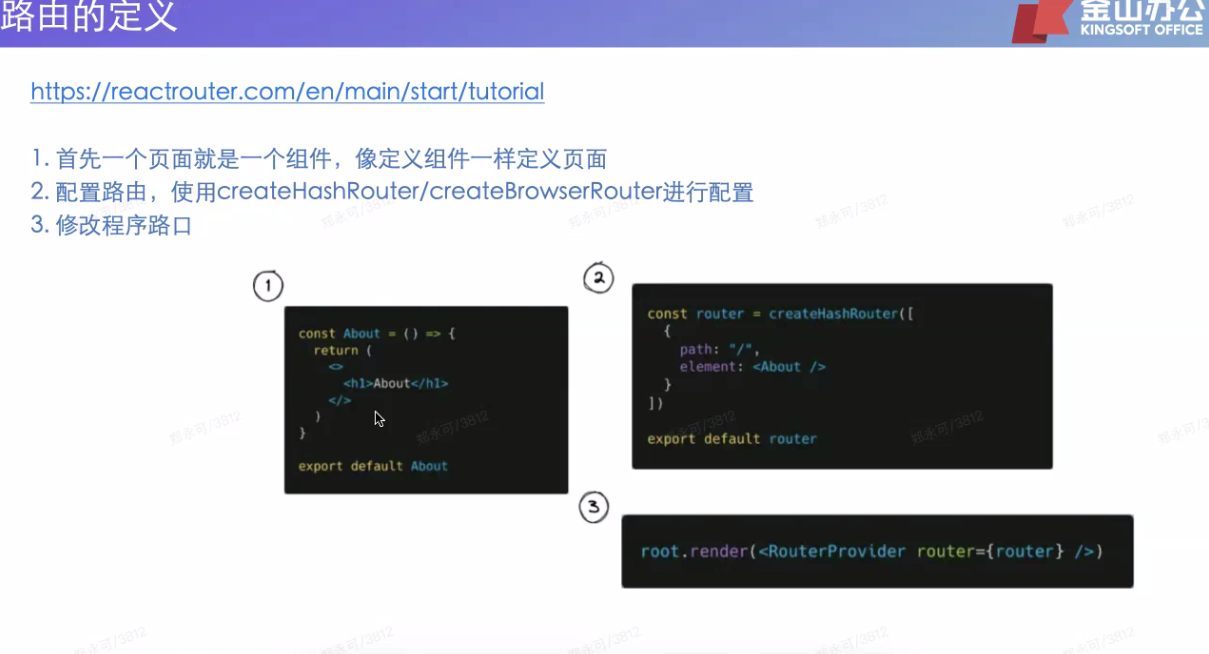 路由的定义
金山办公
KINGSOFT OFFICE
https://reactrouter.com/en/main/start/tutorial
1. 首先一个页面就是一个组件，像定义组件一样定义页面
2. 配置路由，使用createHashRouter/createBrowserRouter进行配置
3. 修改程序路口
1
const About = () => {
return (
<>
<h1>About</h1>
</>
)
}
export default About
2
const router = createHashRouter([
{
path: "/",
element: <About />
}
])
export default router
3
root.render(<RouterProvider router={router} />)
郑永可/3812
郑永可/3812
郑永可/3812
郑永可/3812
郑永可/3812
郑永可/3812
郑永可/3812
郑永可/3812
郑永可/3812
郑永可/3812
郑永可/3812
郑永可/3812